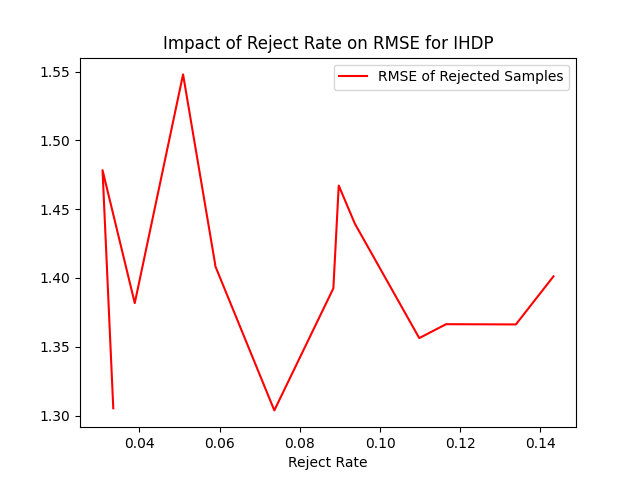 Impact of Reject Rate on RMSE for IHDP
RMSE of Rejected Samples
1.55
1.50
1.45
1.40
1.35
1.30
0.04 0.06 0.08 0.10 0.12 0.14
Reject Rate